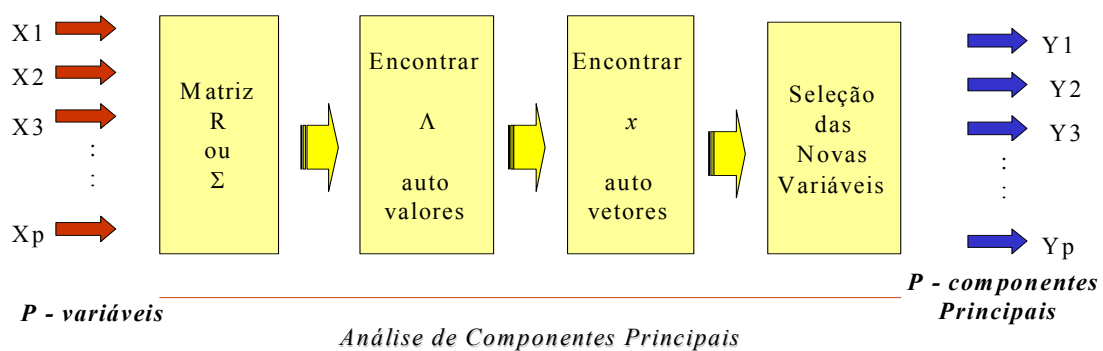 X1
X2
X3
:
:
Xp
P - variáveis
Matriz
R
ou
Σ
Encontrar
Λ
auto
valores
Encontrar
x
auto
vetores
Seleção
das
Novas
Variáveis
Y1
Y2
Y3
:
:
Yp
P - componentes
Principais
Análise de Componentes Principais